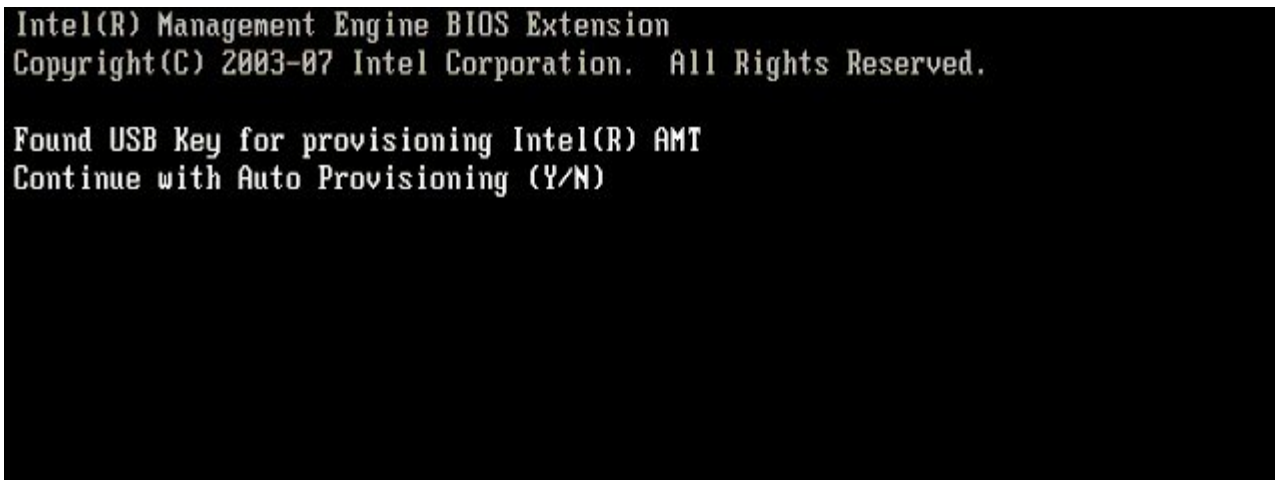 Intel(R) Management Engine BIOS Extension
Copyright(C) 2003-07 Intel Corporation.  All Rights Reserved.
Found USB Key for provisioning Intel(R) AMT
Continue with Auto Provisioning (Y/N)